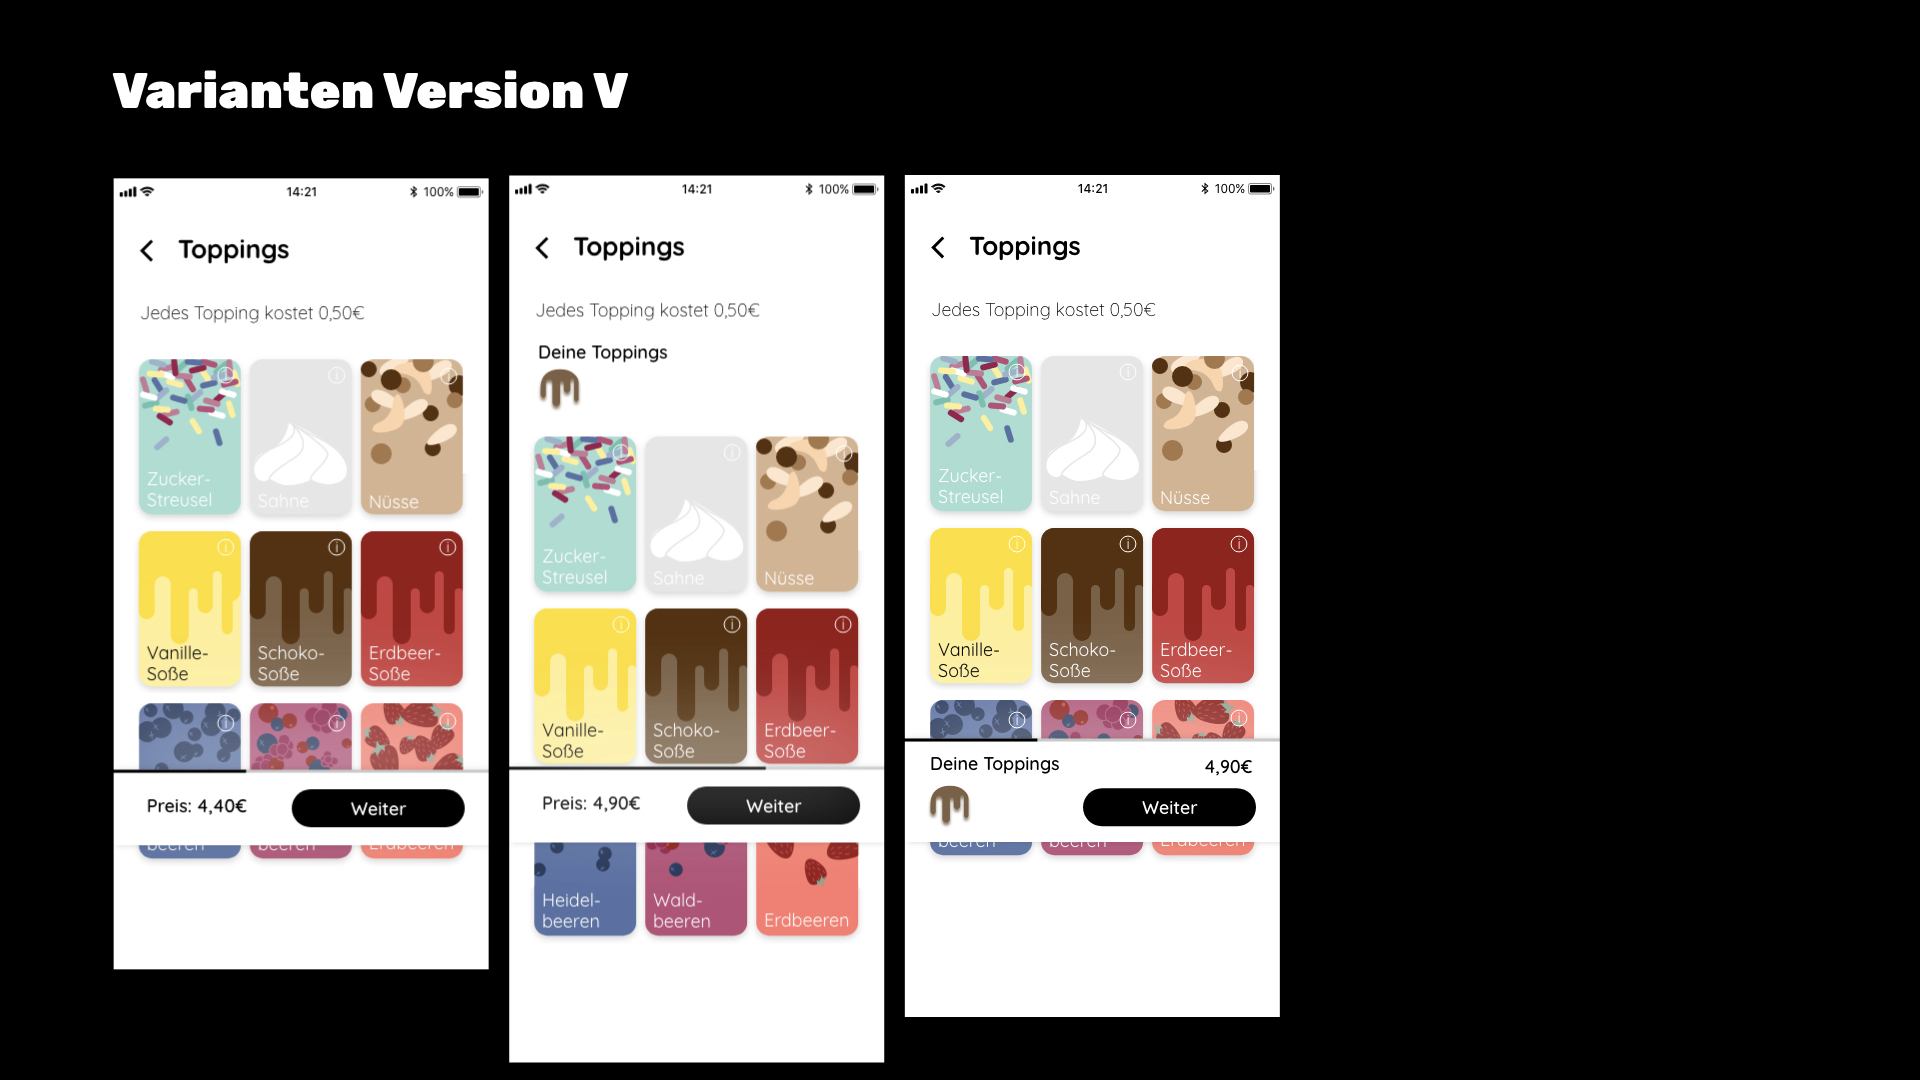 Varianten Version V
14:21
100%
Toppings
Jedes Topping kostet 0,50€
Zucker-
Streusel
Sahne
Nüsse
Vanille-
Soße
Schoko-
Soße
Erdbeer-
Soße
Preis: 4,40€
Weiter
beeren
beeren
Erdbeeren
14:21
100%
Toppings
Jedes Topping kostet 0,50€
Deine Toppings
Zucker-
Streusel
Sahne
Nüsse
Vanille-
Soße
Schoko-
Soße
Erdbeer-
Soße
Preis: 4,90€
Weiter
Heidel-
beeren
Wald-
beeren
Erdbeeren
14:21
100%
Toppings
Jedes Topping kostet 0,50€
Zucker-
Streusel
Sahne
Nüsse
Vanille-
Soße
Schoko-
Soße
Erdbeer-
Soße
Deine Toppings
4,90€
Weiter
beeren
beeren
Erdbeeren